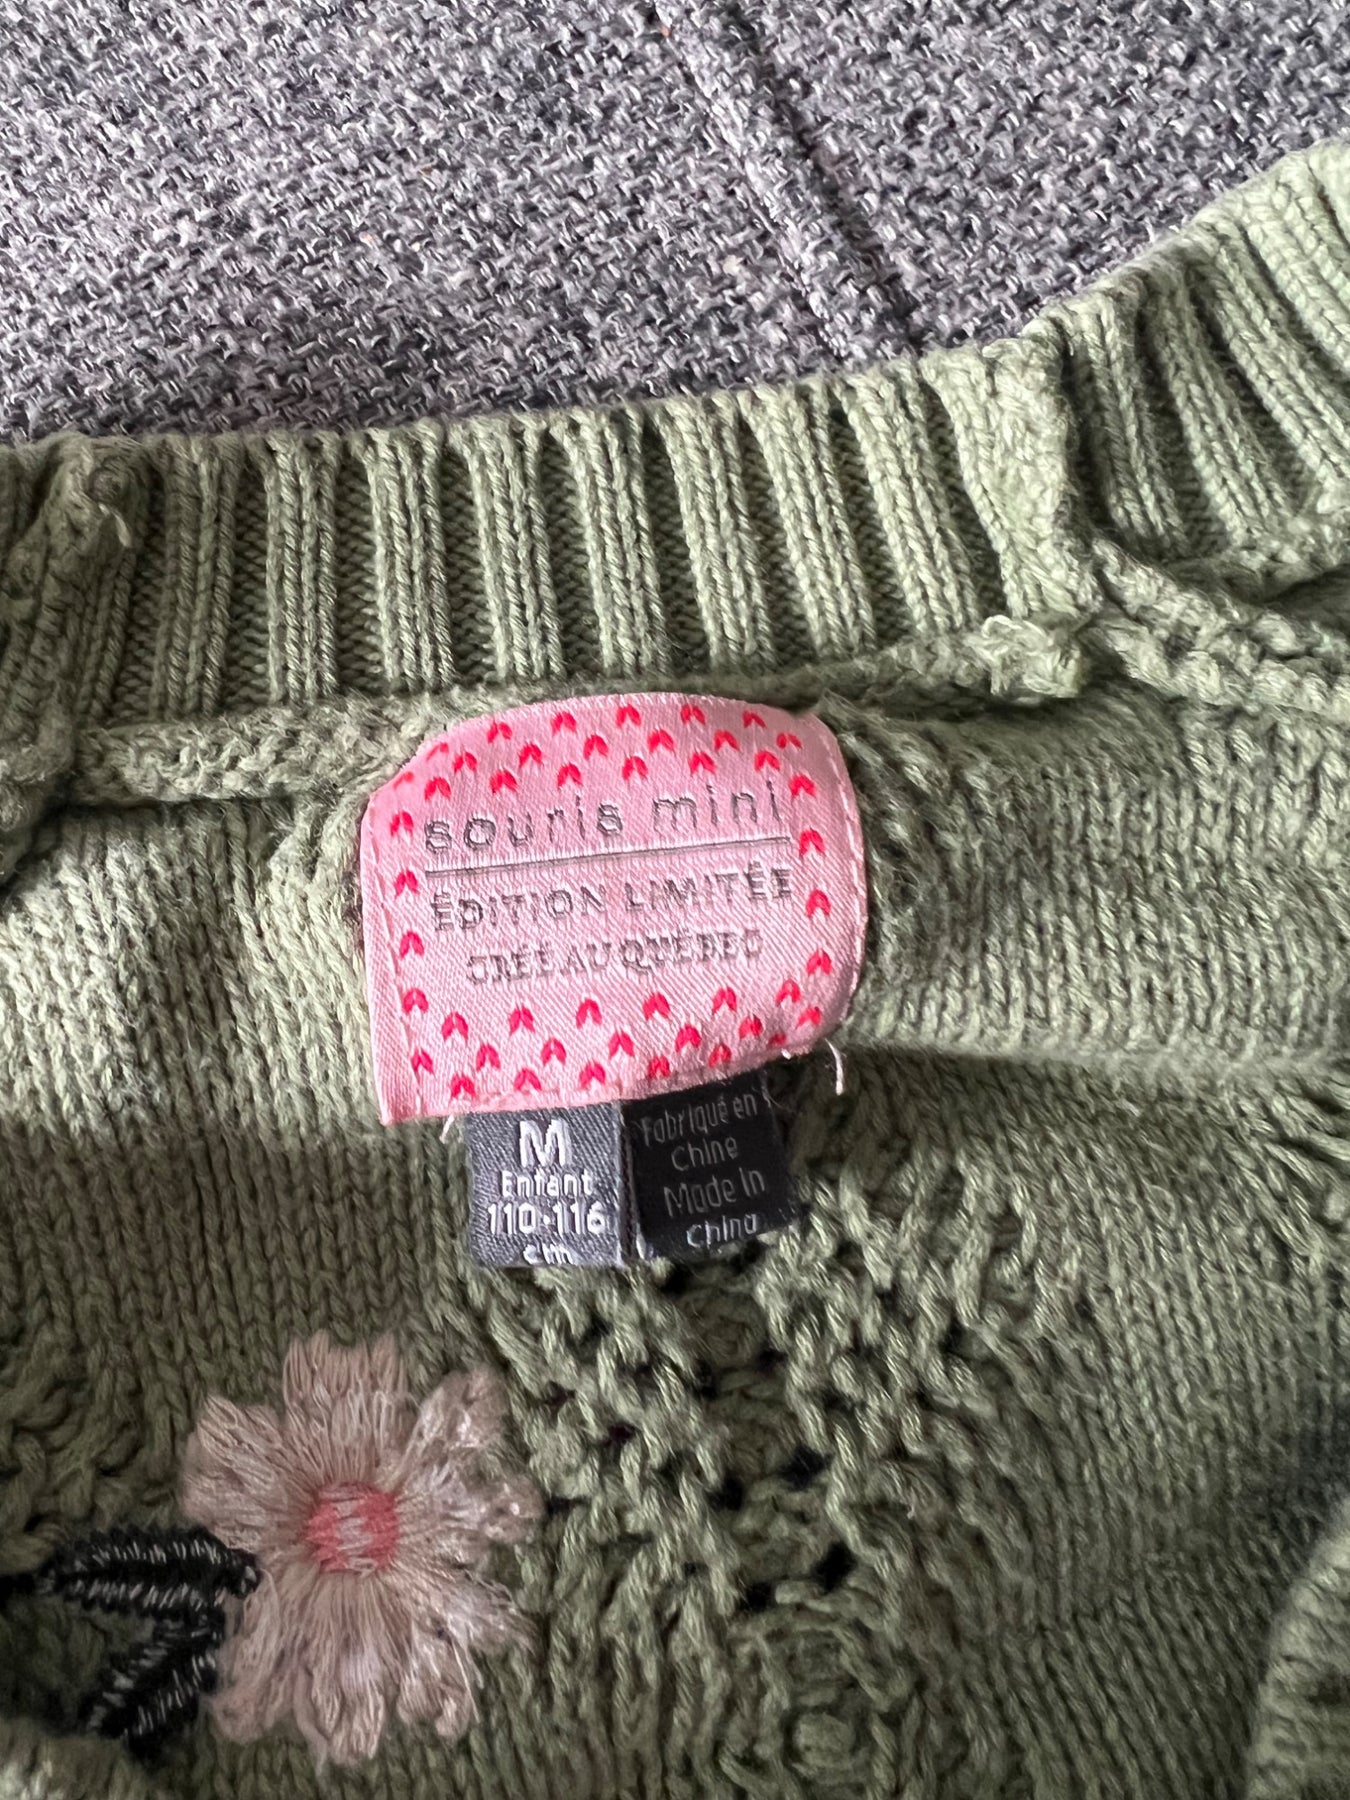 souris mini
ÉDITION LIMITÉE
CRÉÉ AU QUÉBEC
M
Enfant
110-116
cm
Fabriqué en
Chine
Made in
China